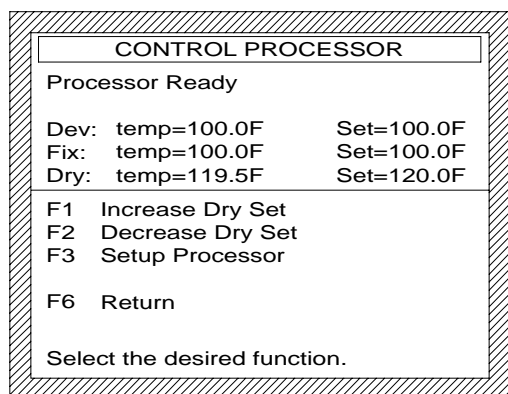 CONTROL PROCESSOR
Processor Ready
Dev: temp=100.0F Set=100.0F
Fix: temp=100.0F Set=100.0F
Dry: temp=119.5F Set=120.0F
F1 Increase Dry Set
F2 Decrease Dry Set
F3 Setup Processor
F6 Return
Select the desired function.